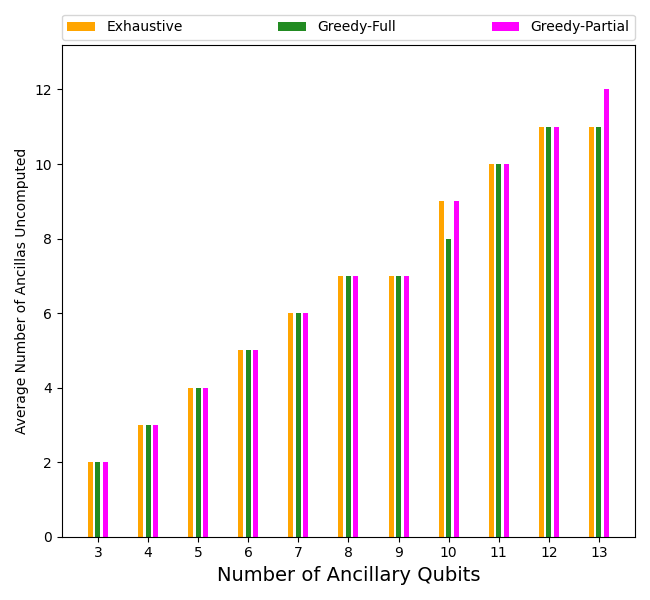 Exhaustive Greedy-Full Greedy-Partial
Average Number of Ancillas Uncomputed
12
10
8
6
4
2
0
3 4 5 6 7 8 9 10 11 12 13
Number of Ancillary Qubits